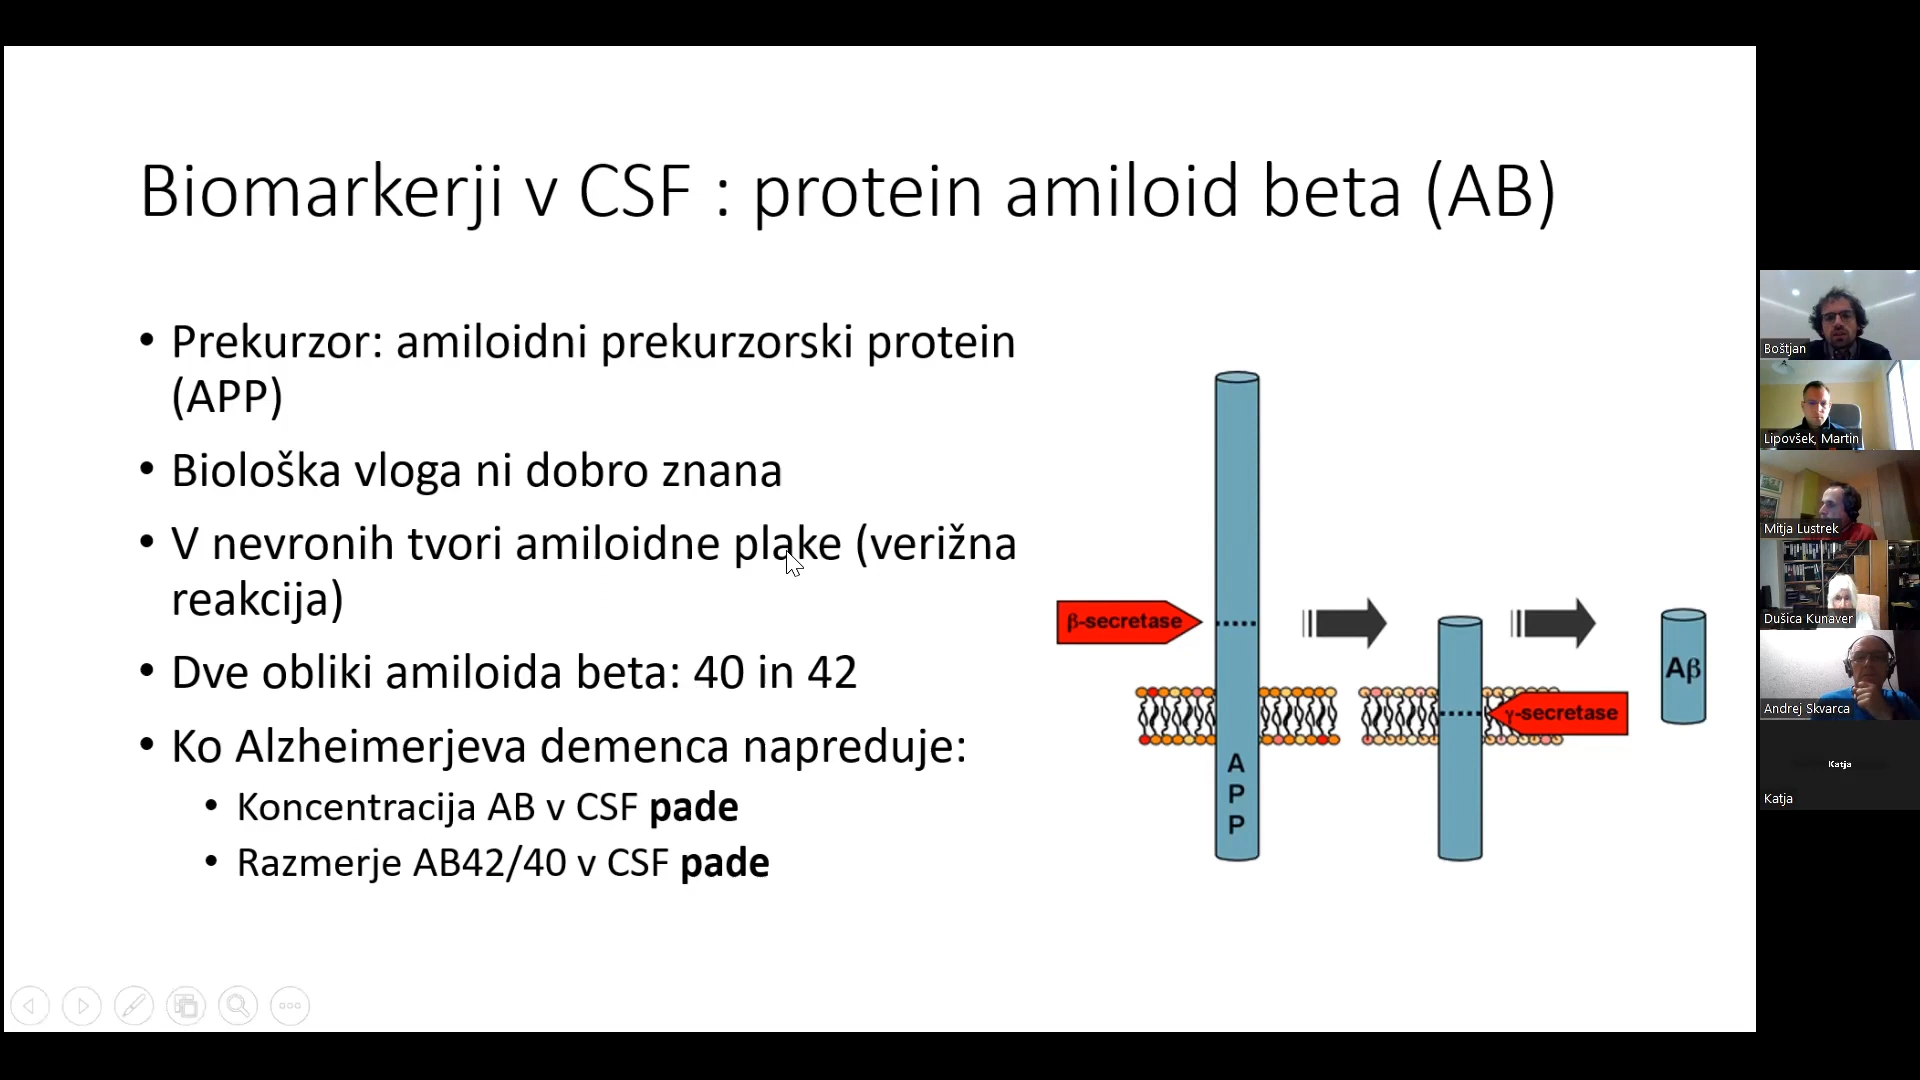 Biomarkerji v CSF : protein amiloid beta (AB)
• Prekurzor: amiloidni prekurzorski protein
(APP)
• Biološka vloga ni dobro znana
• V nevronih tvori amiloidne plake (verižna
reakcija)
• Dve obliki amiloida beta: 40 in 42
• Ko Alzheimerjeva demenca napreduje:
• Koncentracija AB v CSF pade
• Razmerje AB42/40 v CSF pade
β-secretase
A
P
P
γ-secretase
Aβ
Boštjan
Lipovšek, Martin
Mitja Lustrek
Dušica Kunaver
Andrej Skvarca
Katja
Katja